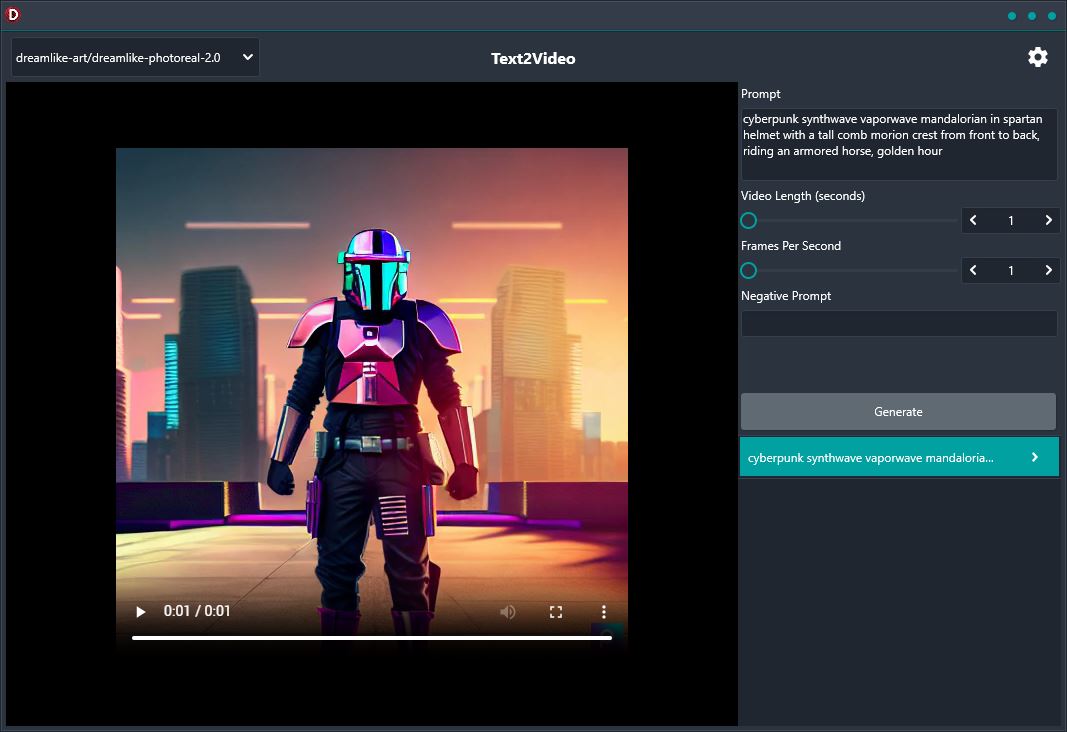 D
dreamlike-art/dreamlike-photoreal-2.0
Text2Video
Prompt
cyberpunk synthwave vaporwave mandalorian in spartan
helmet with a tall comb morion crest from front to back,
riding an armored horse, golden hour
Video Length (seconds)
1
Frames Per Second
1
Negative Prompt
Generate
cyberpunk synthwave vaporwave mandaloria...
0:01 / 0:01